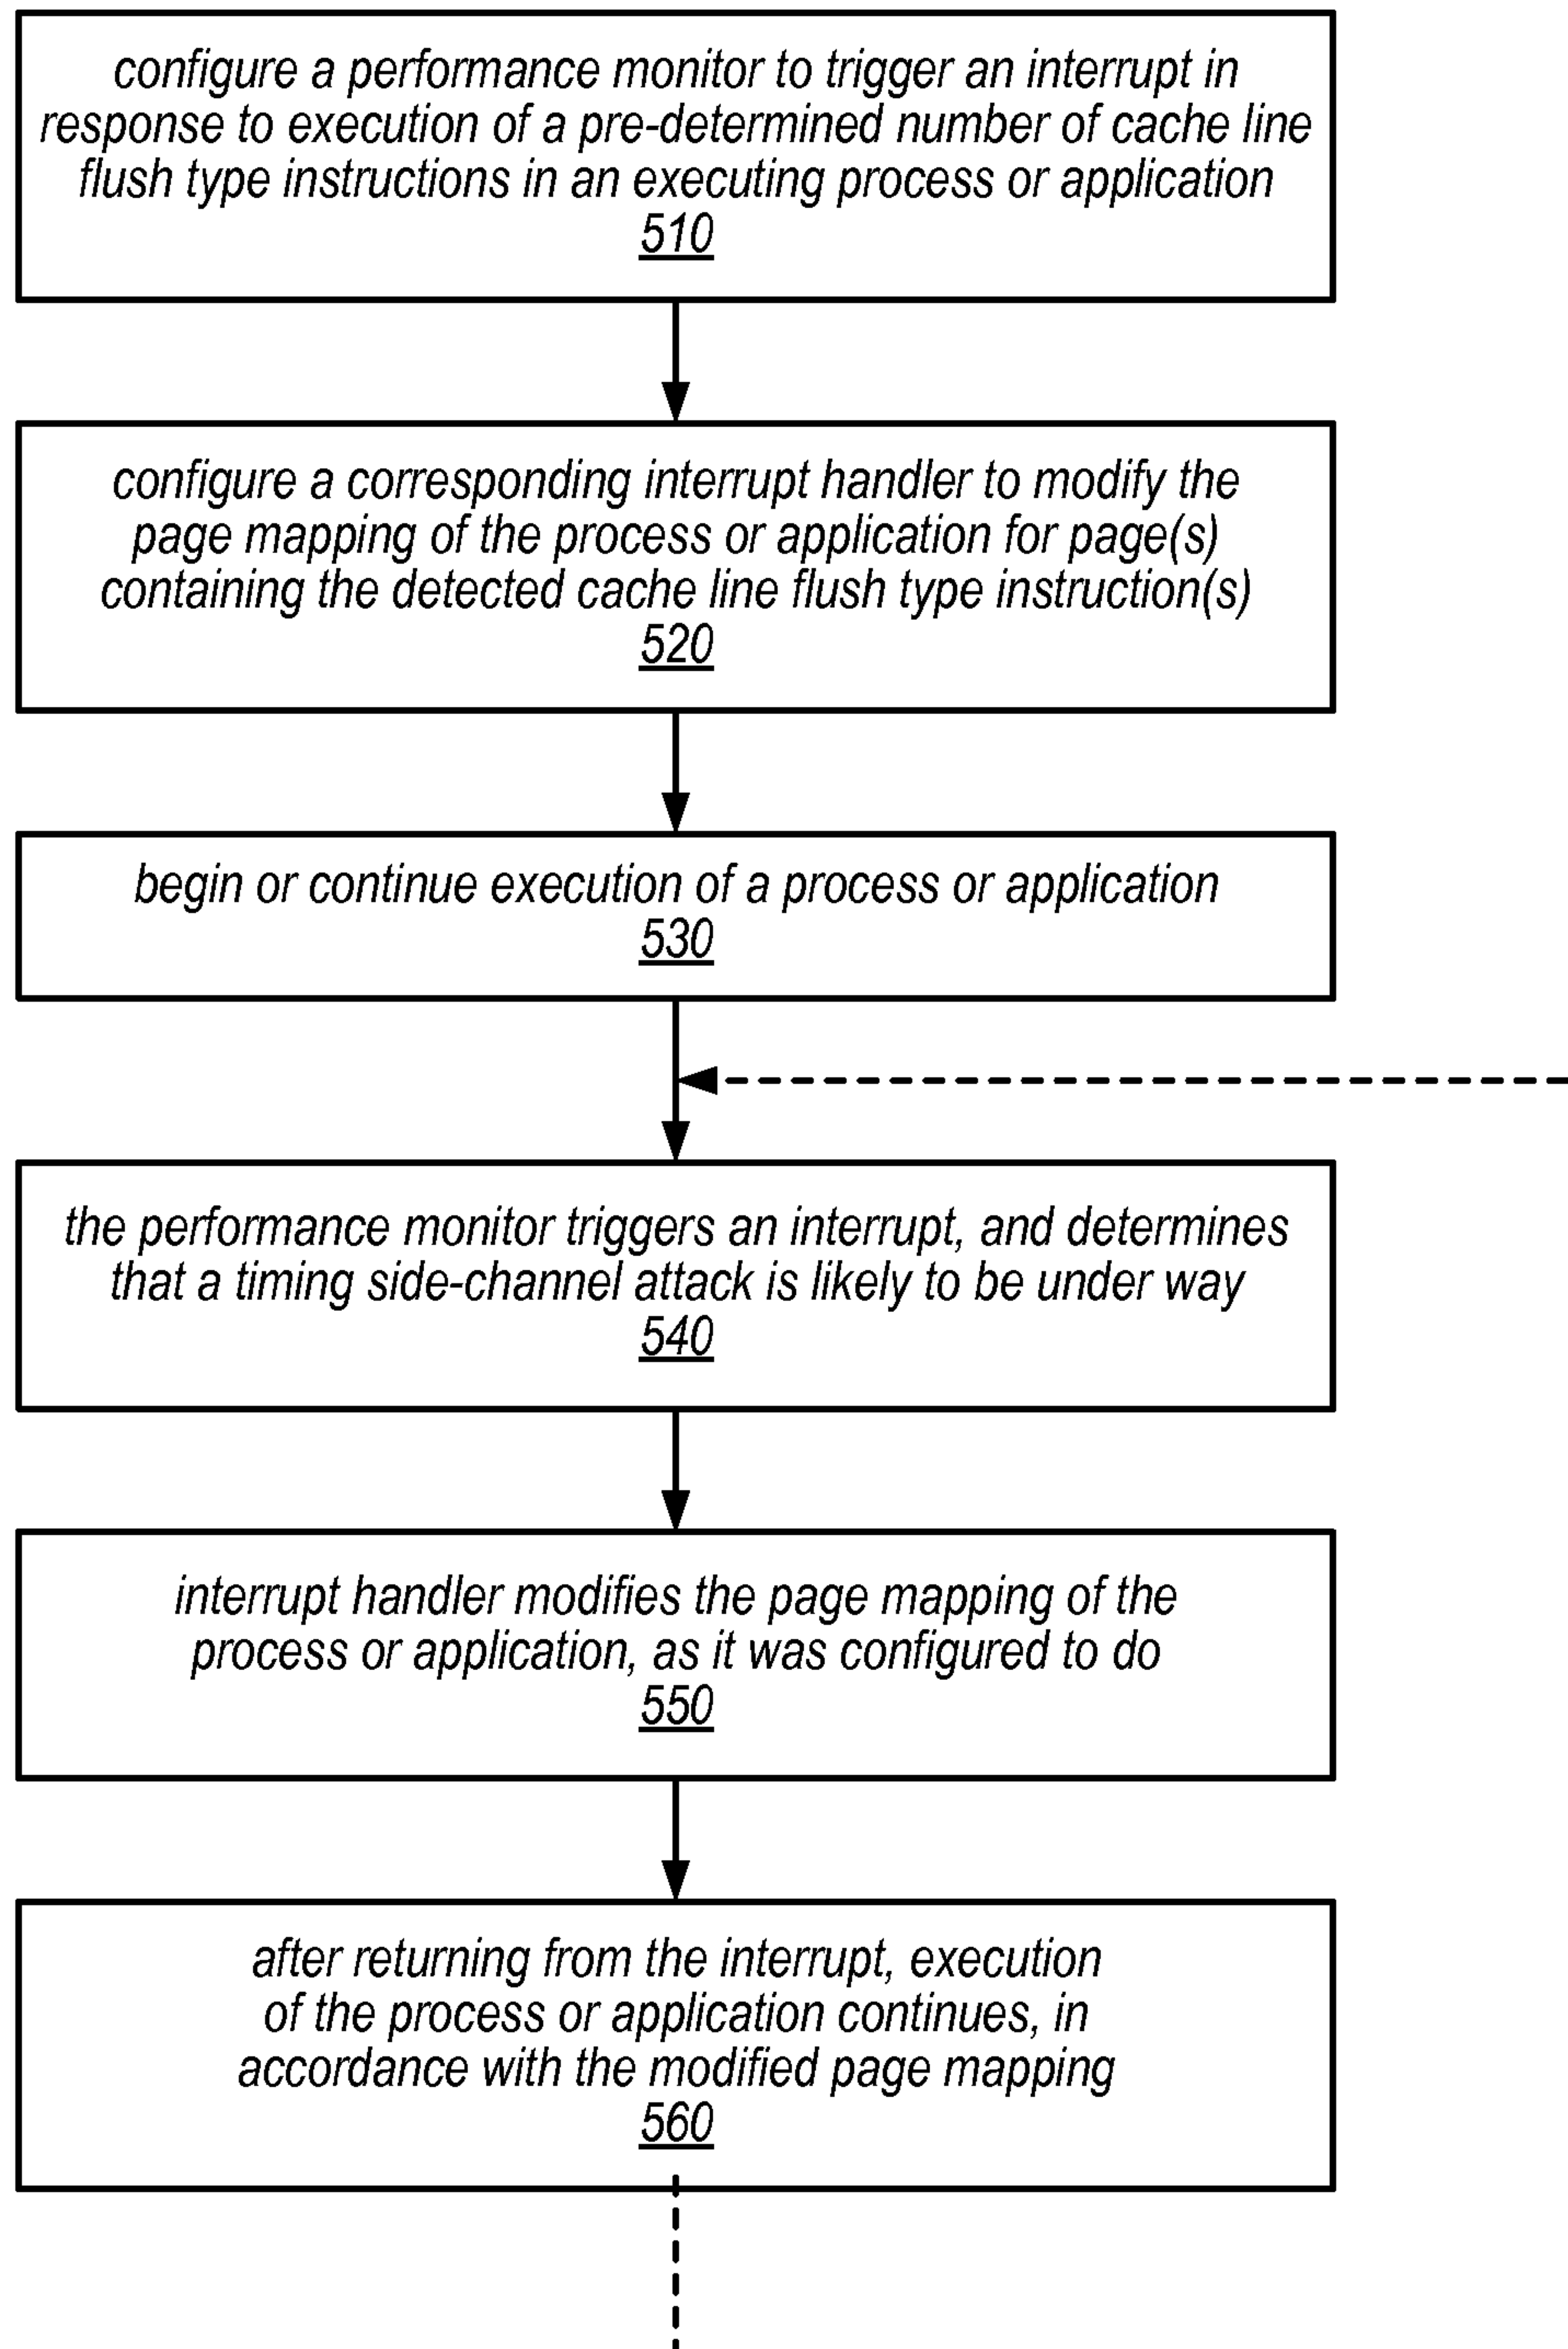 configure a performance monitor to trigger an interrupt in
response to execution of a pre-determined number of cache line
flush type instructions in an executing process or application
510
configure a corresponding interrupt handler to modify the
page mapping of the process or application for page(s)
containing the detected cache line flush type instruction(s)
520
begin or continue execution of a process or application
530
the performance monitor triggers an interrupt, and determines
that a timing side-channel attack is likely to be under way
540
interrupt handler modifies the page mapping of the
process or application, as it was configured to do
550
after returning from the interrupt, execution
of the process or application continues, in
accordance with the modified page mapping
560